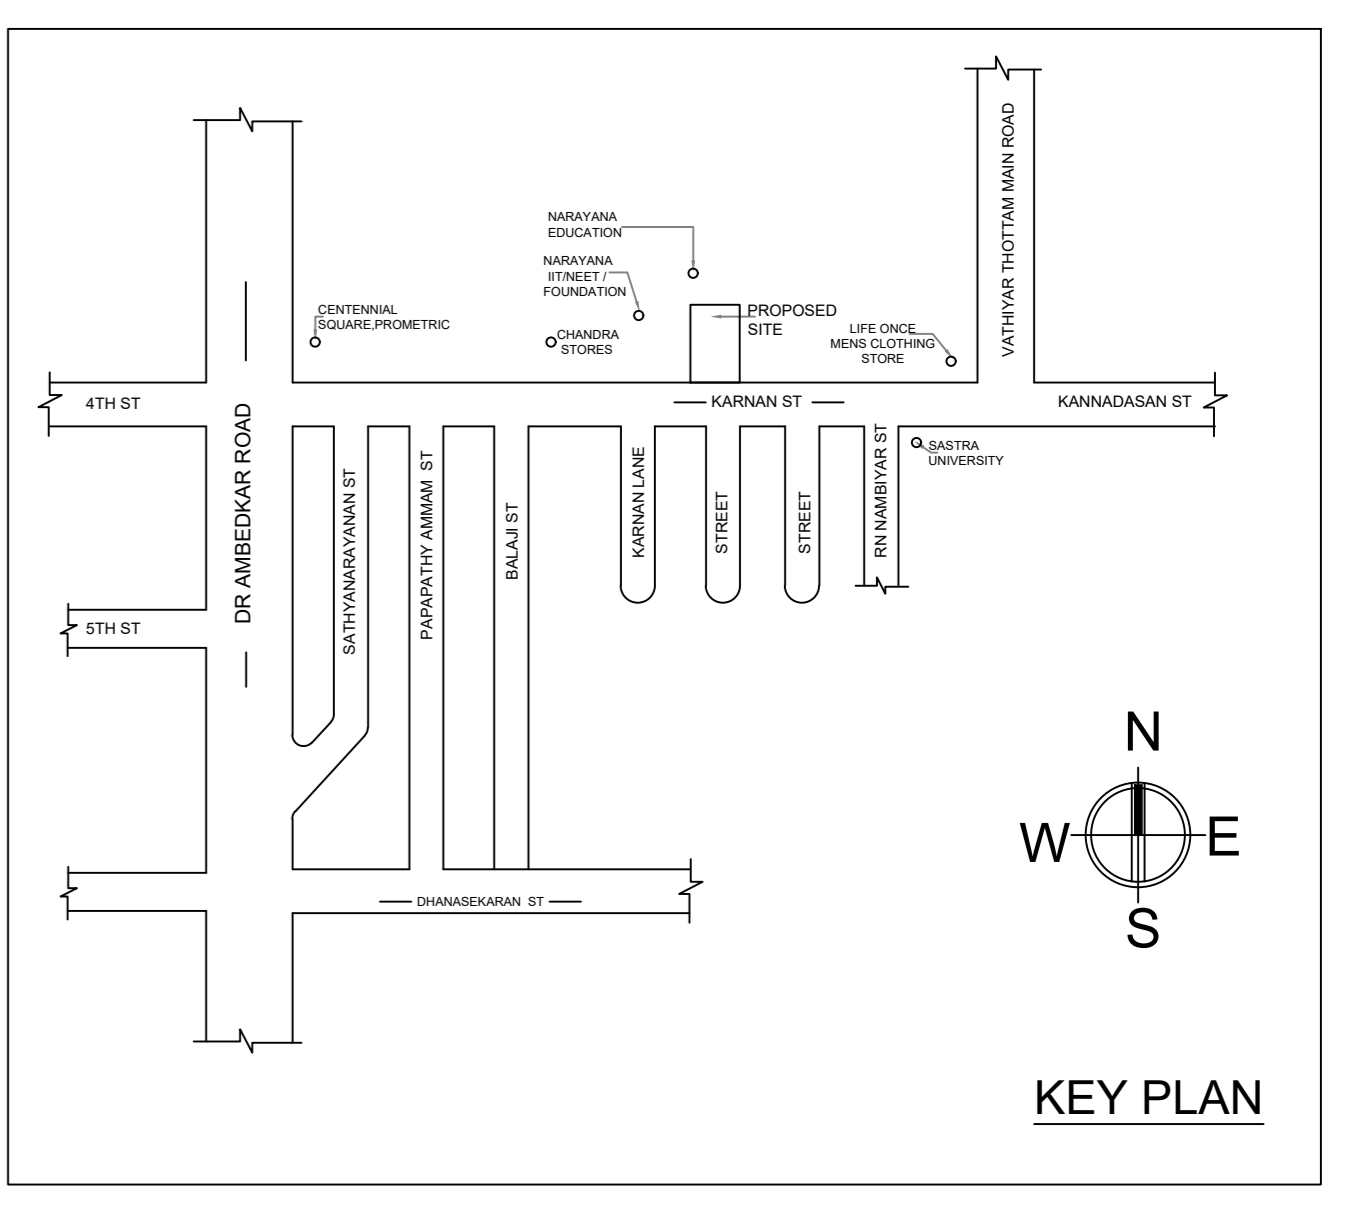 VATHIYAR THOTTAM MAIN ROAD
NARAYANA
EDUCATION
NARAYANA
IIT/NEET /
FOUNDATION
CENTENNIAL
SQUARE,PROMETRIC
CHANDRA
STORES
PROPOSED
SITE
LIFE ONCE
MENS CLOTHING
STORE
4TH ST
KARNAN ST
KANNADASAN ST
DR AMBEDKAR ROAD
SATHYANARAYANAN ST
PAPAPATHY AMMAM ST
BALAJI ST
KARNAN LANE
STREET
STREET
RN NAMBIYAR ST
SASTRA
UNIVERSITY
5TH ST
DHANASEKARAN ST
N
W
E
S
KEY PLAN